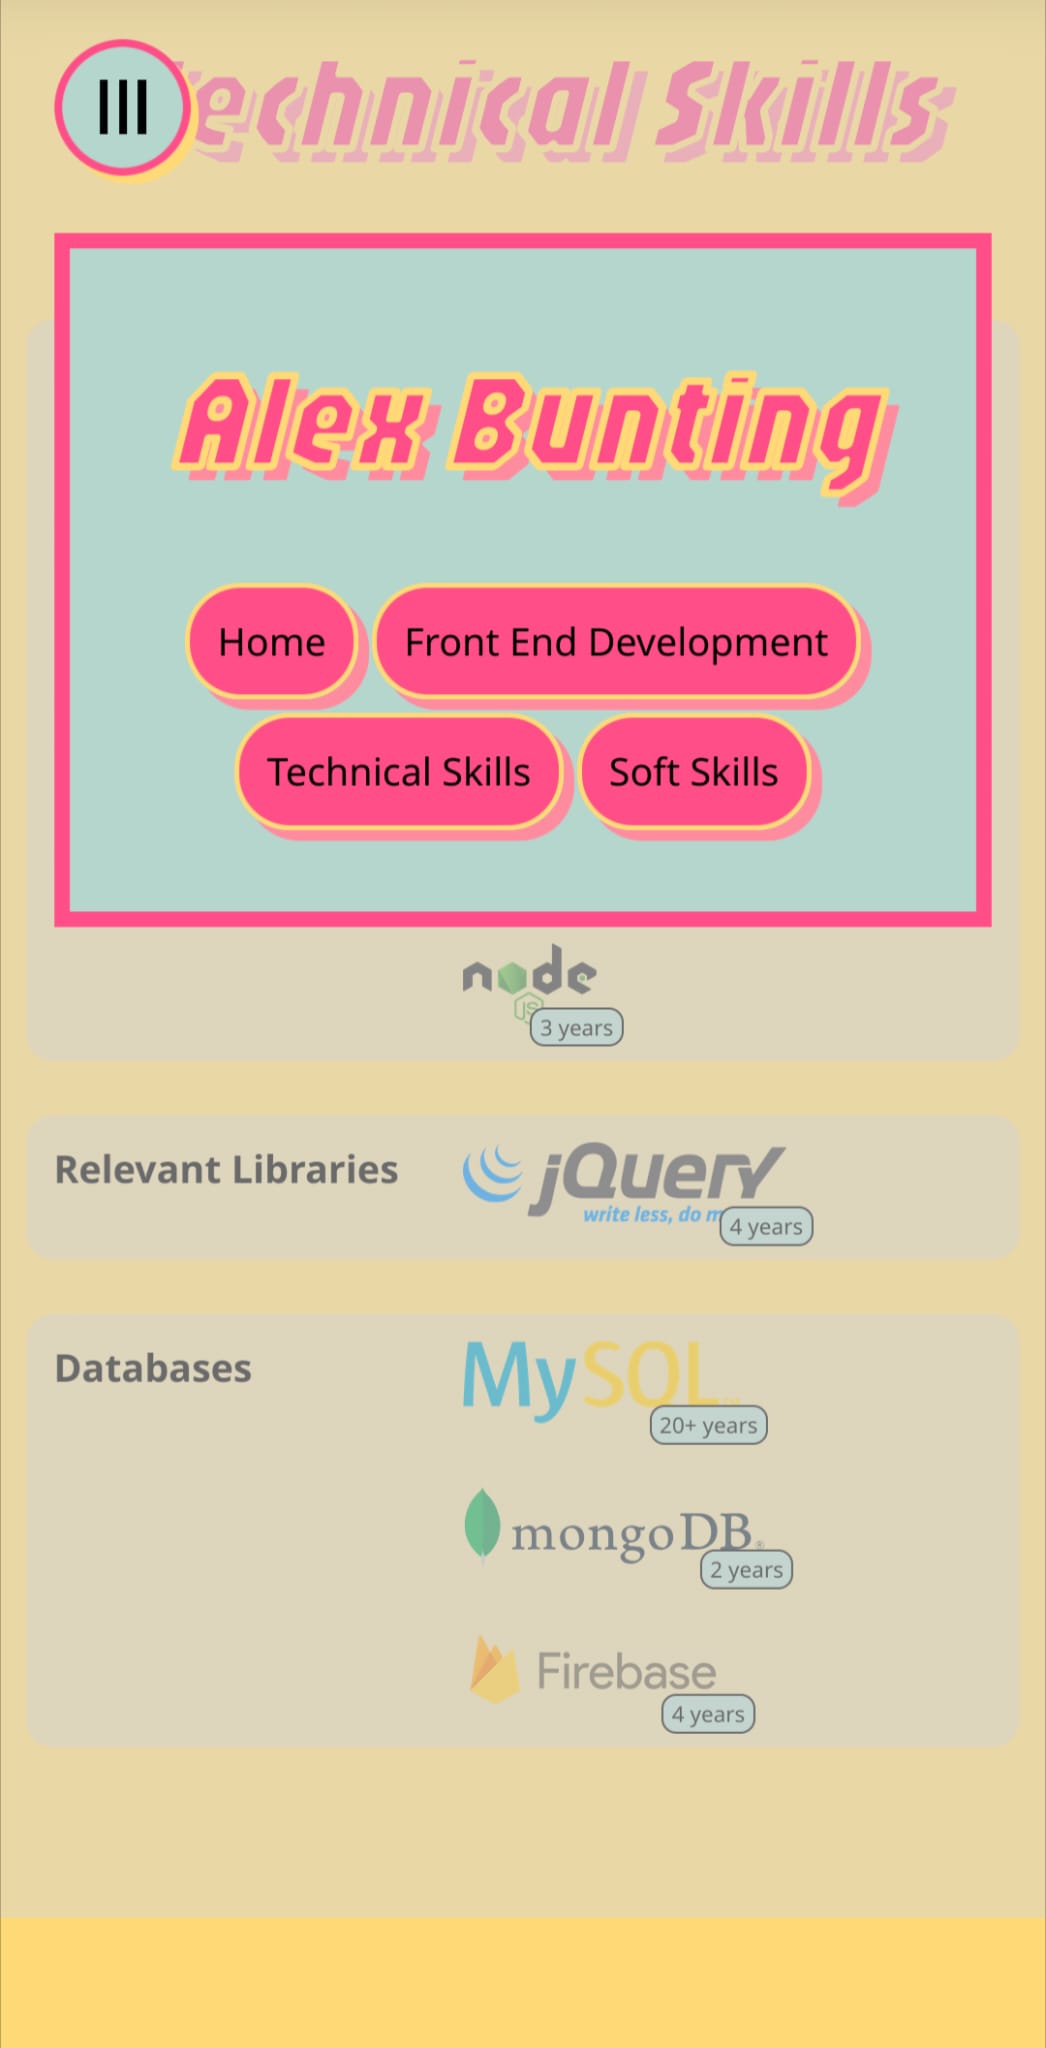 echnical Skills
Alex Bunting
Home Front End Development
Technical Skills Soft Skills
node
JS
3 years
Relevant Libraries jQuery
write less, do m
4 years
Databases MySQL
20+ years
mongoDB®
2 years
Firebase
4 years